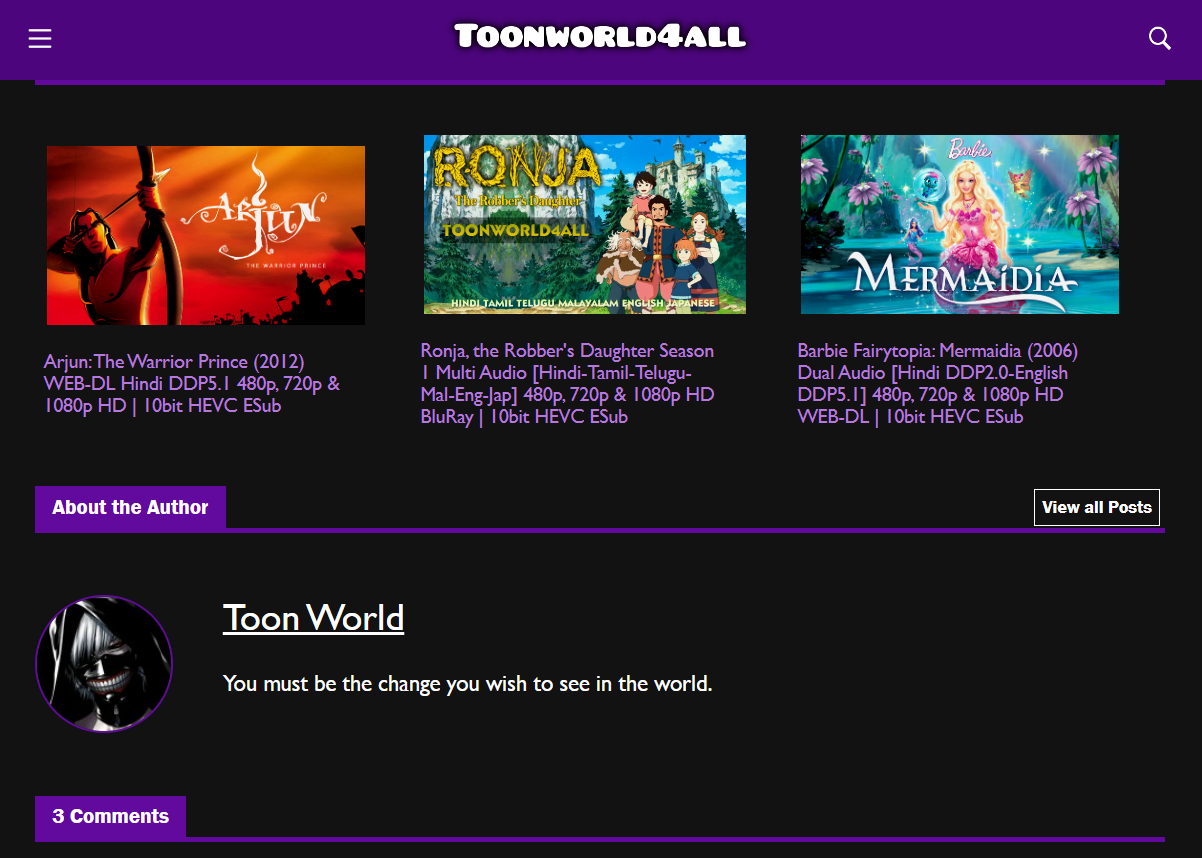 Toonworld4all
ARJUN
THE WARRIOR PRINCE
RONJA
The Robber's Daughter
TOONWORLD4ALL
HINDI TAMIL TELUGU MALAYALAM ENGLISH JAPANESE
Barbie
MERMAIDIA
Arjun: The Warrior Prince (2012)
WEB-DL Hindi DDP5.1 480p, 720p &
1080p HD | 10bit HEVC ESub
Ronja, the Robber's Daughter Season
1 Multi Audio [Hindi-Tamil-Telugu-
Mal-Eng-Jap] 480p, 720p & 1080p HD
BluRay | 10bit HEVC ESub
Barbie Fairytopia: Mermaidia (2006)
Dual Audio [Hindi DDP2.0-English
DDP5.1] 480p, 720p & 1080p HD
WEB-DL | 10bit HEVC ESub
About the Author
View all Posts
Toon World
You must be the change you wish to see in the world.
3 Comments